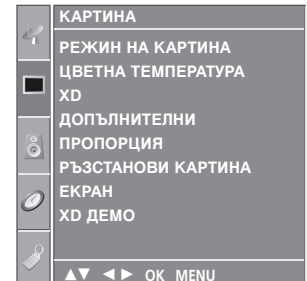 КАРТИНА
РЕЖИН НА КАРТИНА
ЦВЕТНА ТЕМПЕРАТУРА
XD
ДОПЪЛНИТЕЛНИ
ПРОПОРЦИЯ
РЪЗСТАНОВИ КАРТИНА
ЕКРАН
XD ДЕМО
▲▼ ◄► OK MENU